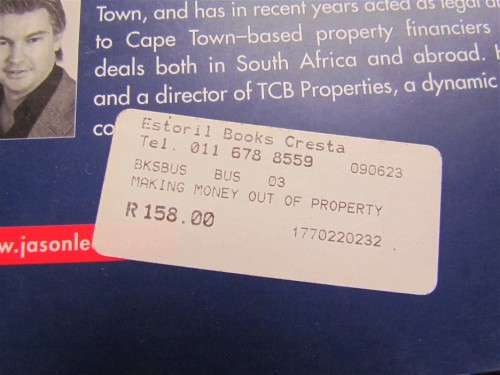 Town, and has in recent years acted as legal
to Cape Town–based property financiers
deals both in South Africa and abroad.
and a director of TCB Properties, a dynamic
co
Estoril Books Cresta
Tel. 011 678 8559 090623
BKSBUS BUS 03
MAKING MONEY OUT OF PROPERTY
R 158.00
1770220232
w.jasonle